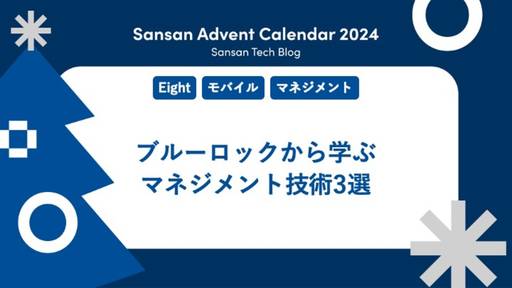 Sansan Advent Calendar 2024
Sansan Tech Blog
Eight モバイル マネジメント
ブルーロックから学ぶ
マネジメント技術3選